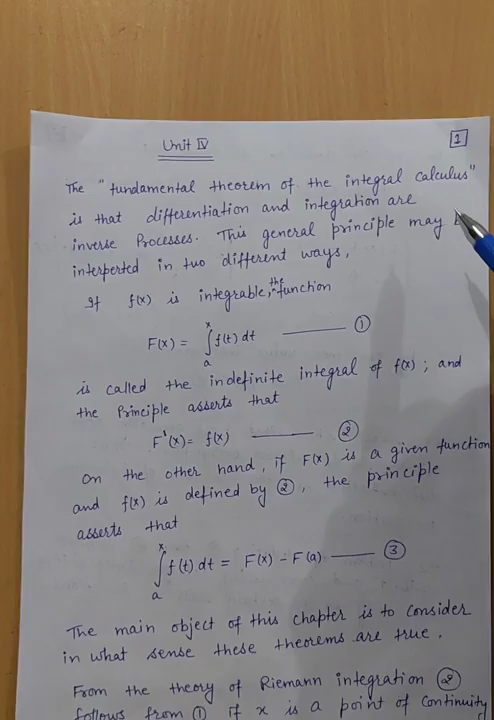 Unit IV
1
The "fundamental theorem of the integral calculus"
is that differentiation and integration are
inverse Processes. This general principle may
interpreted in two different ways,
If f(x) is integrable, the function
F(x) = ∫ₐˣ f(t) dt ——— ①
is called the indefinite integral of f(x) ; and
the Principle asserts that
F'(x) = f(x) ——— ②
On the other hand, if F(x) is a given function
and f(x) is defined by ②, the principle
asserts that
∫ₐˣ f(t) dt = F(x) - F(a) ——— ③
The main object of this chapter is to consider
in what sense these theorems are true.
From the theory of Riemann integration ②
follows from ① If x is a point of Continuity